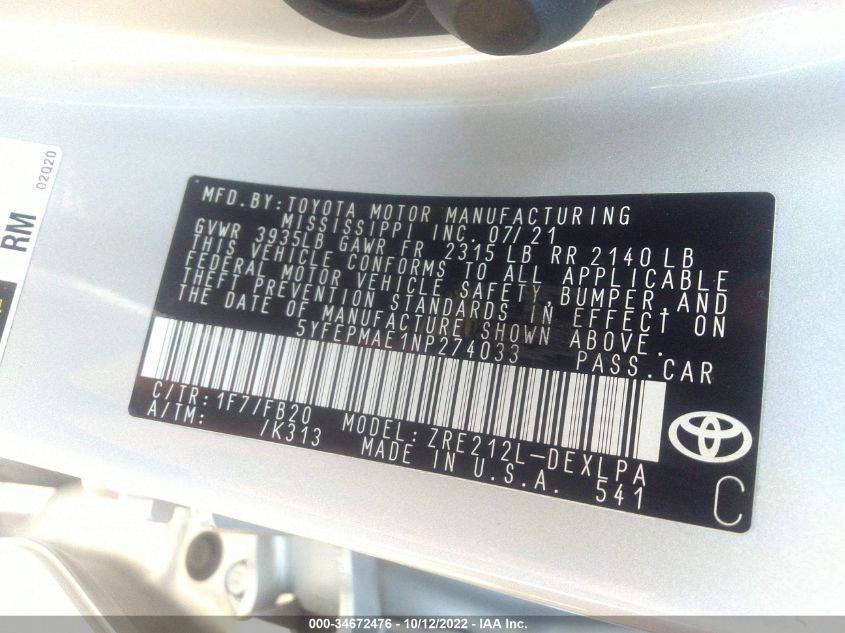 02Q20
RM
MFD.BY:TOYOTA MOTOR MANUFACTURING
MISSISSIPPI INC. 07/21
GVWR 3935LB GAWR FR 2315 LB RR 2140 LB
THIS VEHICLE CONFORMS TO ALL APPLICABLE
FEDERAL MOTOR VEHICLE SAFETY,BUMPER,AND
THEFT PREVENTION STANDARDS IN EFFECT ON
THE DATE OF MANUFACTURE SHOWN ABOVE.
5YFEPMAE1NP274033 PASS.CAR
C/TR: 1F7/FB20 MODEL: ZRE212L-DEXLPA
A/TM: /K313 MADE IN U.S.A. 541
C
000-34672476 - 10/12/2022 - IAA Inc.